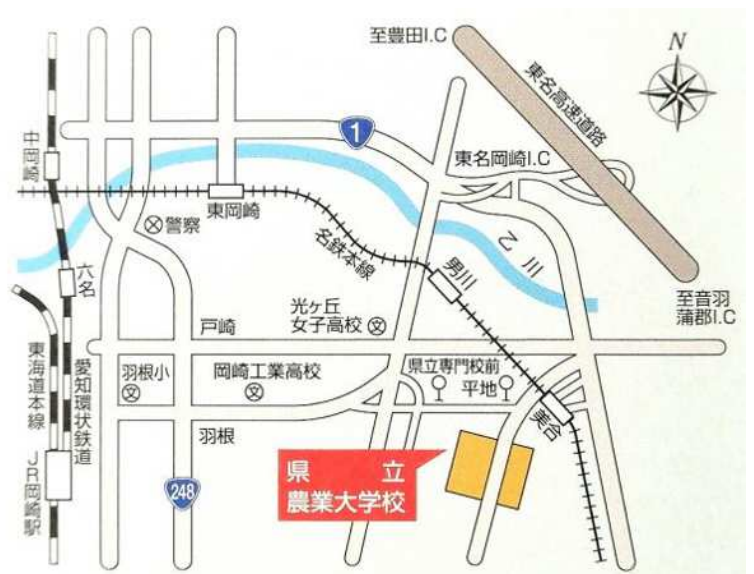 至豊田I.C
N
東名高速道路
1
中岡崎
東名岡崎I.C
東岡崎
警察
名鉄本線
乙川
男川
六名
至音羽
蒲郡I.C
光ヶ丘
女子高校
文
戸崎
羽根小
文
岡崎工業高校
文
県立専門校前
平地
美合
東海道本線
愛知環状鉄道
羽根
県立
農業大学校
JR岡崎駅
248